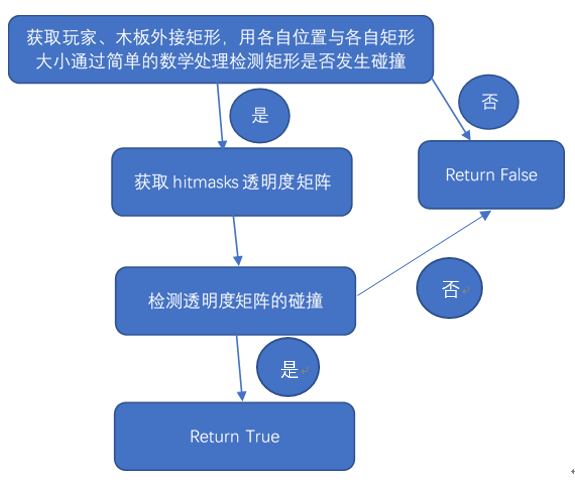 获取玩家、木板外接矩形，用各自位置与各自矩形
大小通过简单的数学处理检测矩形是否发生碰撞
是
否
获取 hitmasks 透明度矩阵
Return False
检测透明度矩阵的碰撞
否
是
Return True